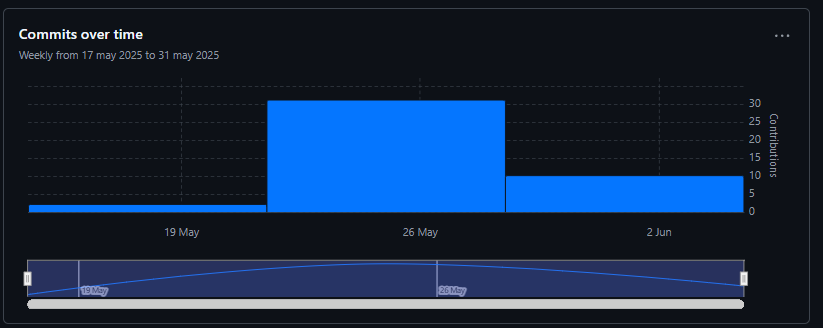 Commits over time
Weekly from 17 may 2025 to 31 may 2025
30
25
20
15
10
5
0
Contributions
19 May 26 May 2 Jun
19 May 26 May